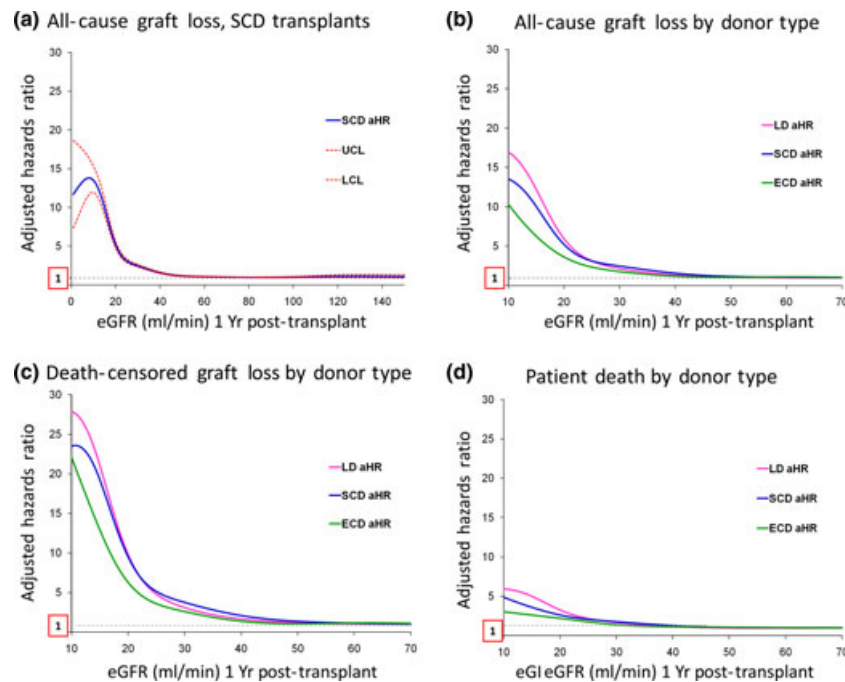 (a) All-cause graft loss, SCD transplants
Adjusted hazards ratio
30
25
20
15
10
5
1
SCD aHR
UCL
LCL
0 20 40 60 80 100 120 140
eGFR (ml/min) 1 Yr post-transplant
(b) All-cause graft loss by donor type
Adjusted hazards ratio
30
25
20
15
10
5
1
LD aHR
SCD aHR
ECD aHR
10 20 30 40 50 60 70
eGFR (ml/min) 1 Yr post-transplant
(c) Death-censored graft loss by donor type
Adjusted hazards ratio
30
25
20
15
10
5
1
LD aHR
SCD aHR
ECD aHR
10 20 30 40 50 60 70
eGFR (ml/min) 1 Yr post-transplant
(d) Patient death by donor type
Adjusted hazards ratio
30
25
20
15
10
5
1
LD aHR
SCD aHR
ECD aHR
10 20 30 40 50 60 70
eGI eGFR (ml/min) 1 Yr post-transplant